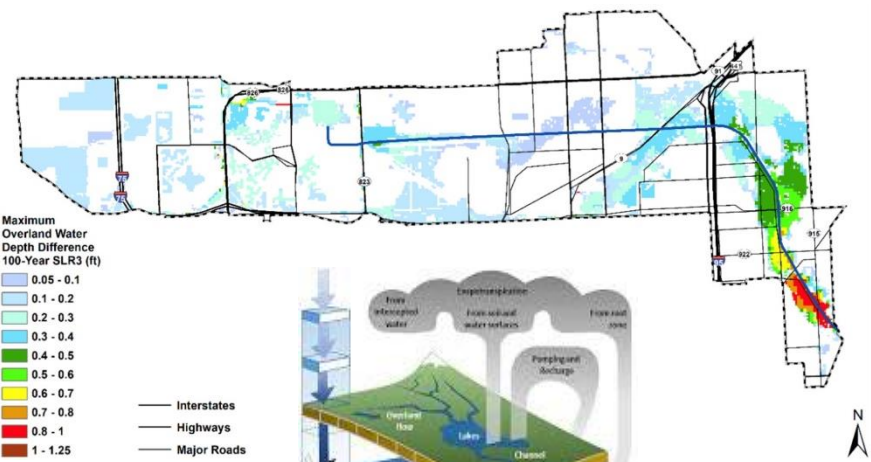 826
826
91
441
9
823
75
75
916
915
922
95
Maximum
Overland Water
Depth Difference
100-Year SLR3 (ft)
0.05 - 0.1
0.1 - 0.2
0.2 - 0.3
0.3 - 0.4
0.4 - 0.5
0.5 - 0.6
0.6 - 0.7
0.7 - 0.8
0.8 - 1
1 - 1.25
Interstates
Highways
Major Roads
Evapotranspiration
From
intercepted
water
From soil and
water surfaces
From root
zone
Pumping and
Recharge
Overland
flow
Lakes
Channel
N